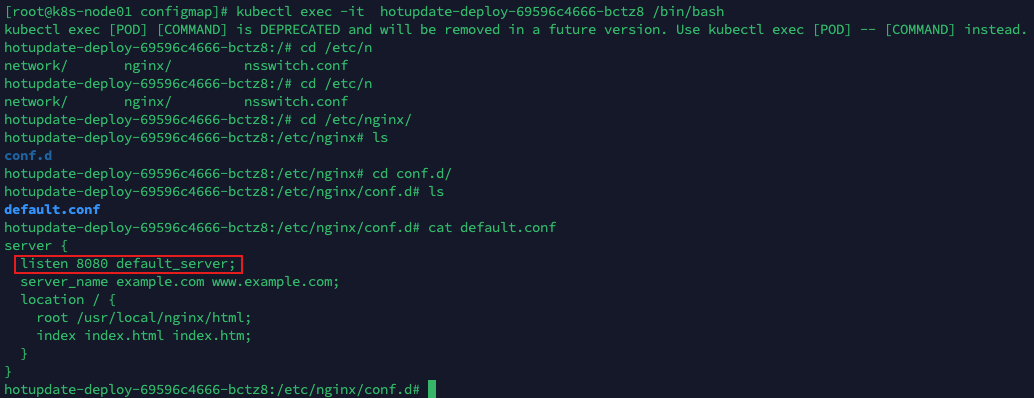 [root@k8s-node01 configmap]# kubectl exec -it  hotupdate-deploy-69596c4666-bctz8 /bin/bash
kubectl exec [POD] [COMMAND] is DEPRECATED and will be removed in a future version. Use kubectl exec [POD] -- [COMMAND] instead.
hotupdate-deploy-69596c4666-bctz8:/# cd /etc/n
network/       nginx/         nsswitch.conf
hotupdate-deploy-69596c4666-bctz8:/# cd /etc/n
network/       nginx/         nsswitch.conf
hotupdate-deploy-69596c4666-bctz8:/# cd /etc/nginx/
hotupdate-deploy-69596c4666-bctz8:/etc/nginx# ls
conf.d
hotupdate-deploy-69596c4666-bctz8:/etc/nginx# cd conf.d/
hotupdate-deploy-69596c4666-bctz8:/etc/nginx/conf.d# ls
default.conf
hotupdate-deploy-69596c4666-bctz8:/etc/nginx/conf.d# cat default.conf
server {
  listen 8080 default_server;
  server_name example.com www.example.com;
  location / {
    root /usr/local/nginx/html;
    index index.html index.htm;
  }
}
hotupdate-deploy-69596c4666-bctz8:/etc/nginx/conf.d#